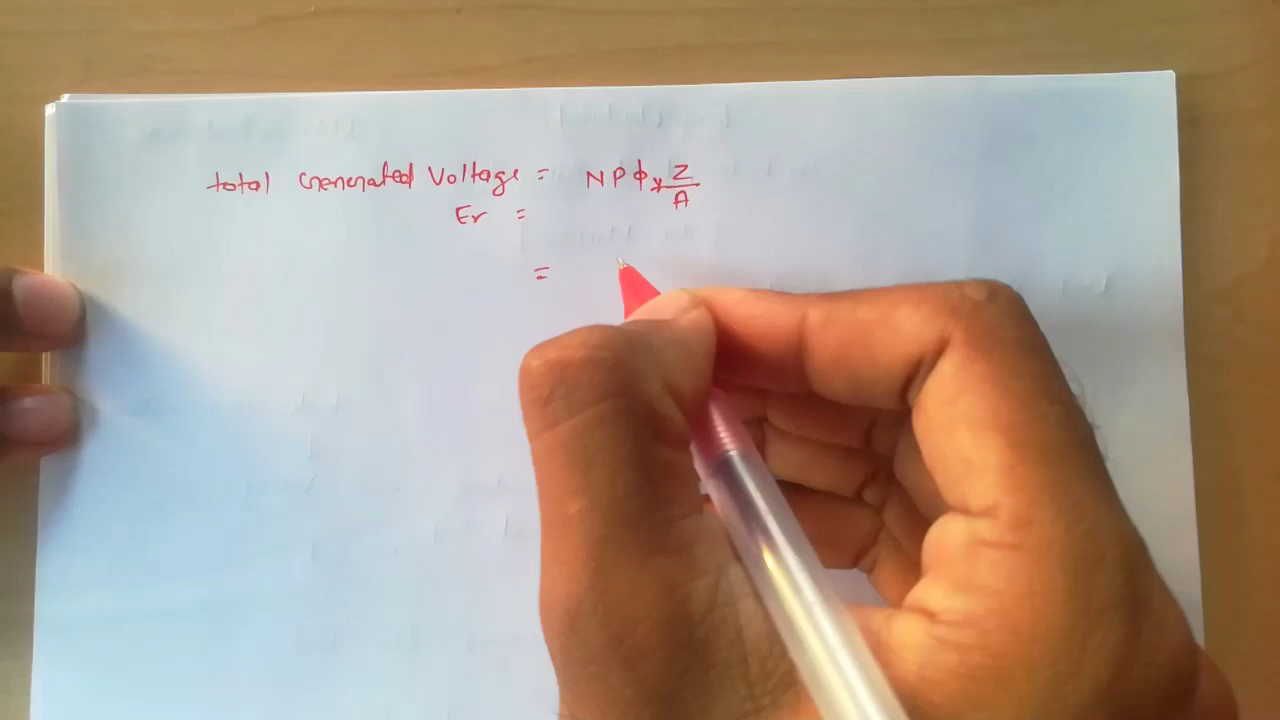 total Generated Voltage = NPΦ x Z/A
Er =
=